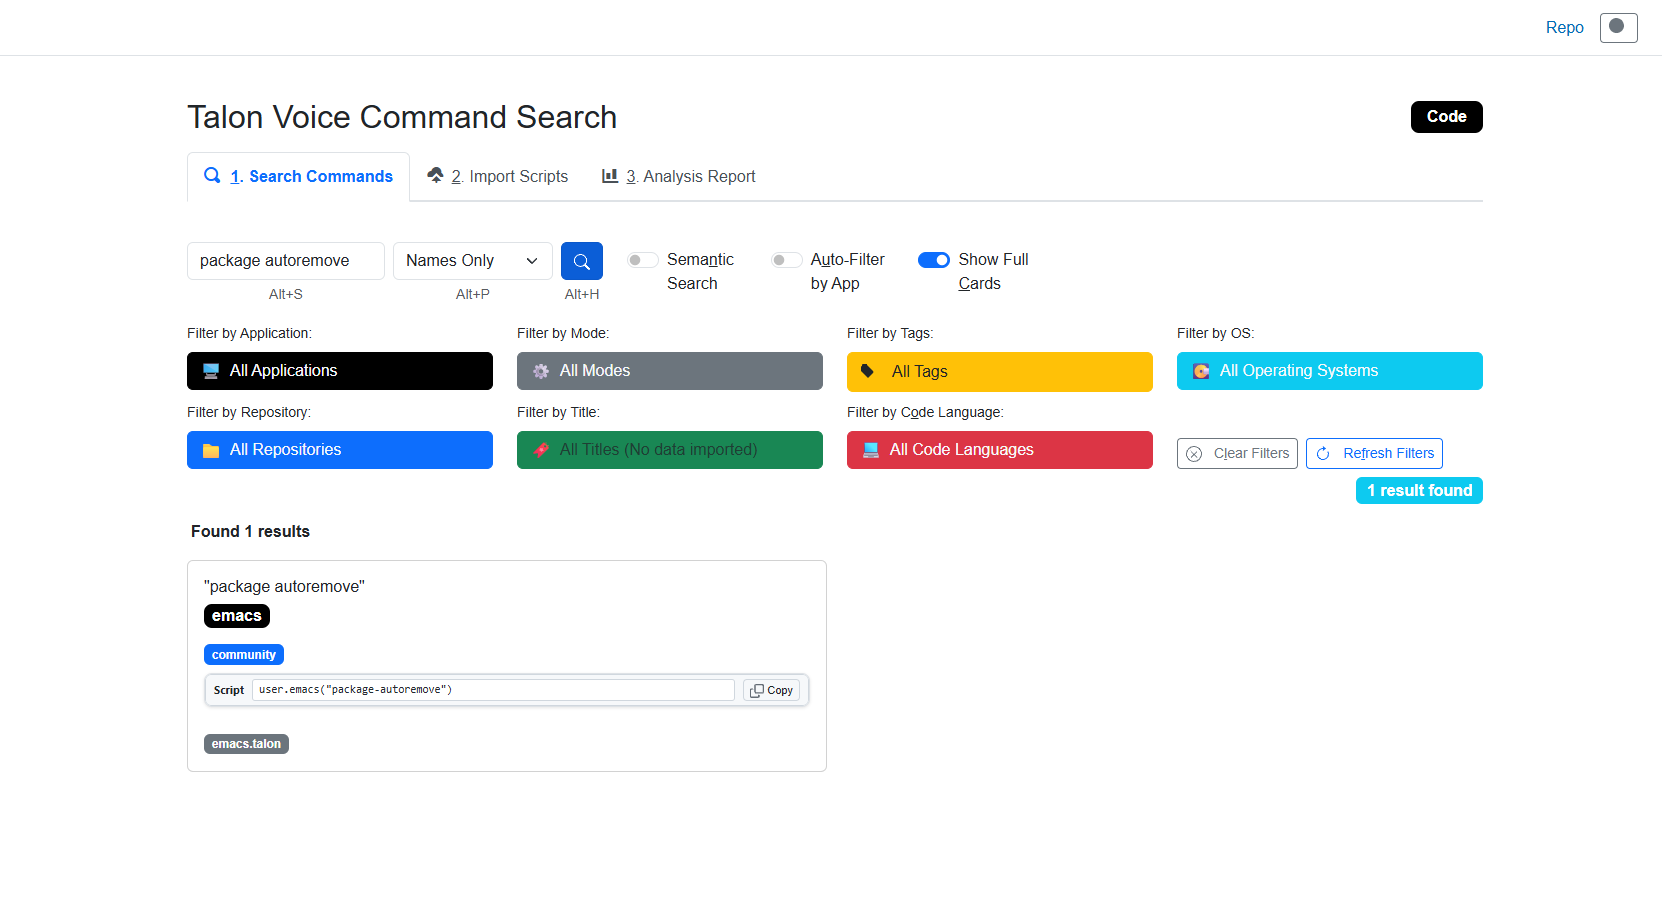 Repo
Talon Voice Command Search
Code
1. Search Commands
2. Import Scripts
3. Analysis Report
package autoremove
Names Only
Semantic
Search
Auto-Filter
by App
Show Full
Cards
Alt+S
Alt+P
Alt+H
Filter by Application:
Filter by Mode:
Filter by Tags:
Filter by OS:
All Applications
All Modes
All Tags
All Operating Systems
Filter by Repository:
Filter by Title:
Filter by Code Language:
All Repositories
All Titles (No data imported)
All Code Languages
Clear Filters
Refresh Filters
1 result found
Found 1 results
"package autoremove"
emacs
community
Script
user.emacs("package-autoremove")
Copy
emacs.talon